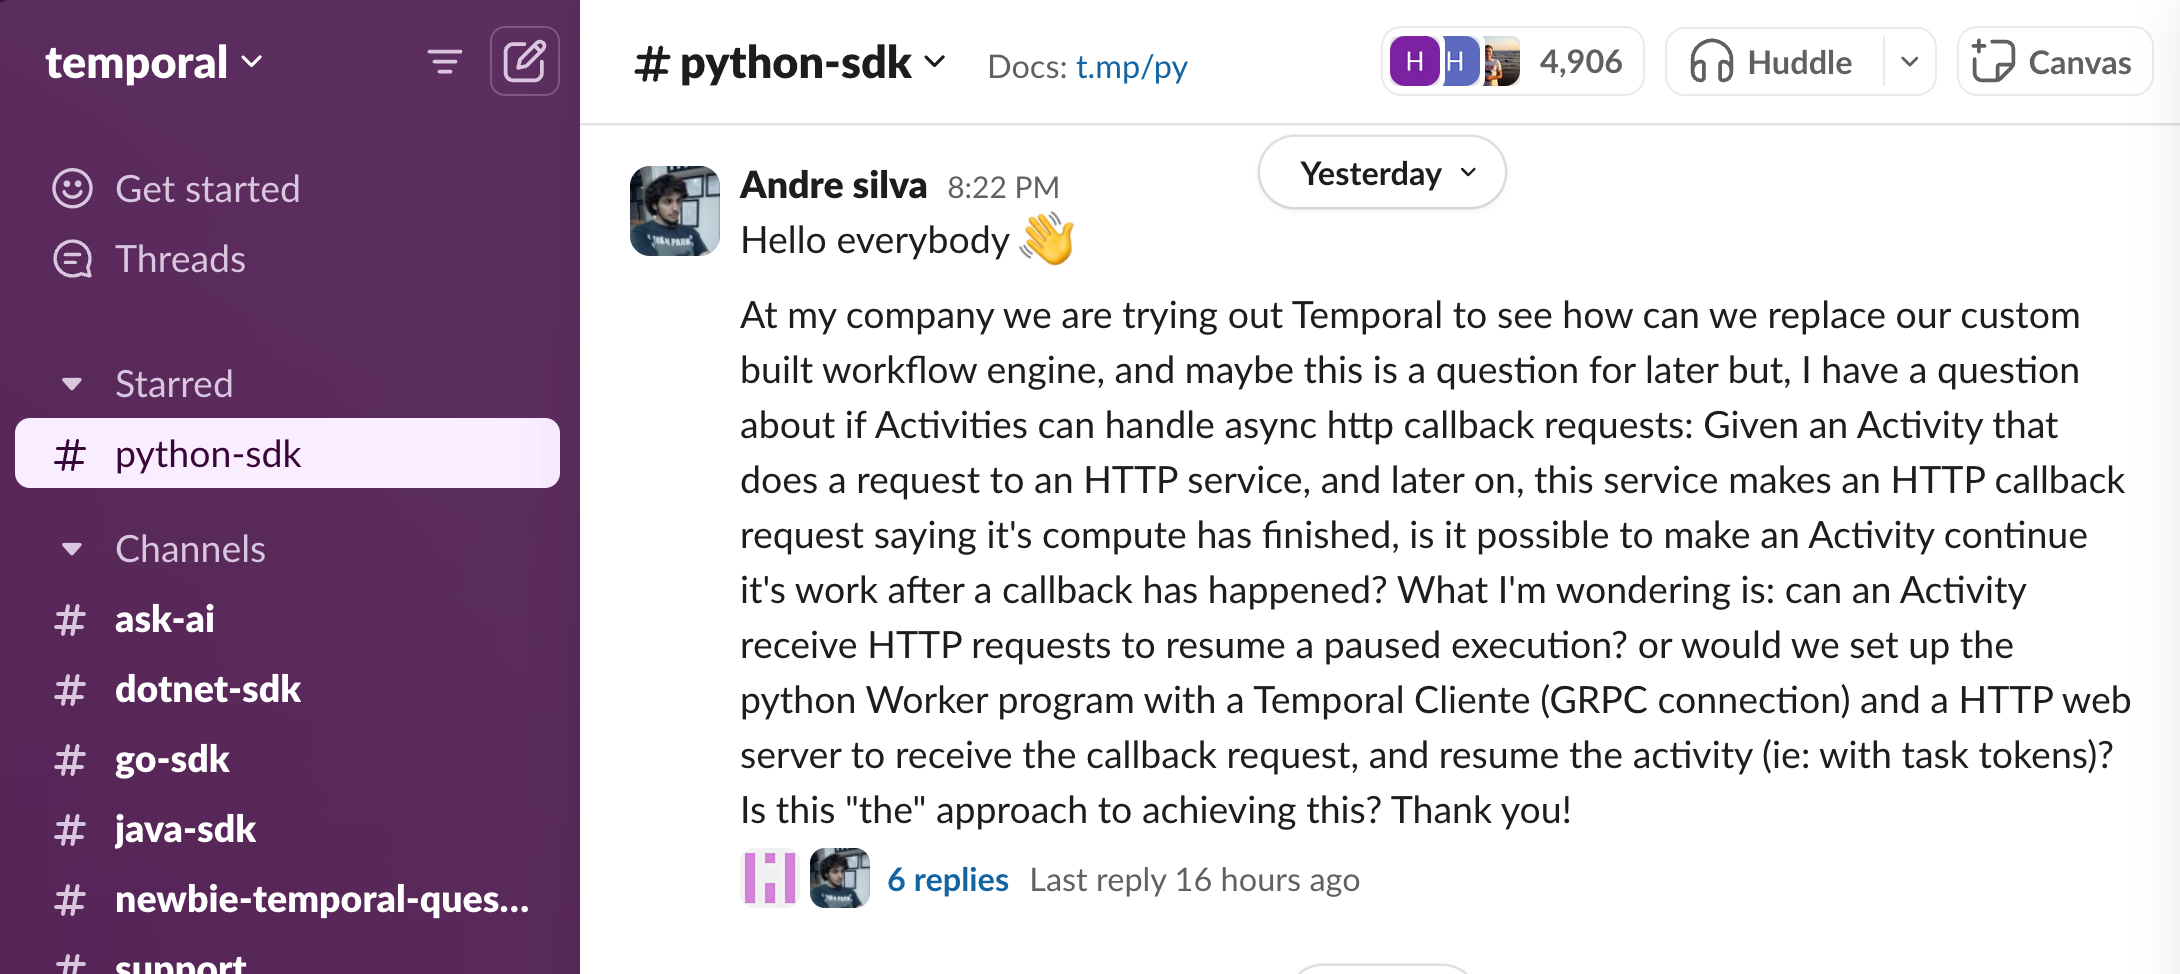 temporal
Get started
Threads
Starred
# python-sdk
Channels
# ask-ai
# dotnet-sdk
# go-sdk
# java-sdk
# newbie-temporal-ques...
# support
# python-sdk
Docs: t.mp/py
H H 4,906
Huddle
Canvas
Yesterday
Andre silva 8:22 PM
Hello everybody 👋
At my company we are trying out Temporal to see how can we replace our custom
built workflow engine, and maybe this is a question for later but, I have a question
about if Activities can handle async http callback requests: Given an Activity that
does a request to an HTTP service, and later on, this service makes an HTTP callback
request saying it's compute has finished, is it possible to make an Activity continue
it's work after a callback has happened? What I'm wondering is: can an Activity
receive HTTP requests to resume a paused execution? or would we set up the
python Worker program with a Temporal Cliente (GRPC connection) and a HTTP web
server to receive the callback request, and resume the activity (ie: with task tokens)?
Is this "the" approach to achieving this? Thank you!
6 replies Last reply 16 hours ago